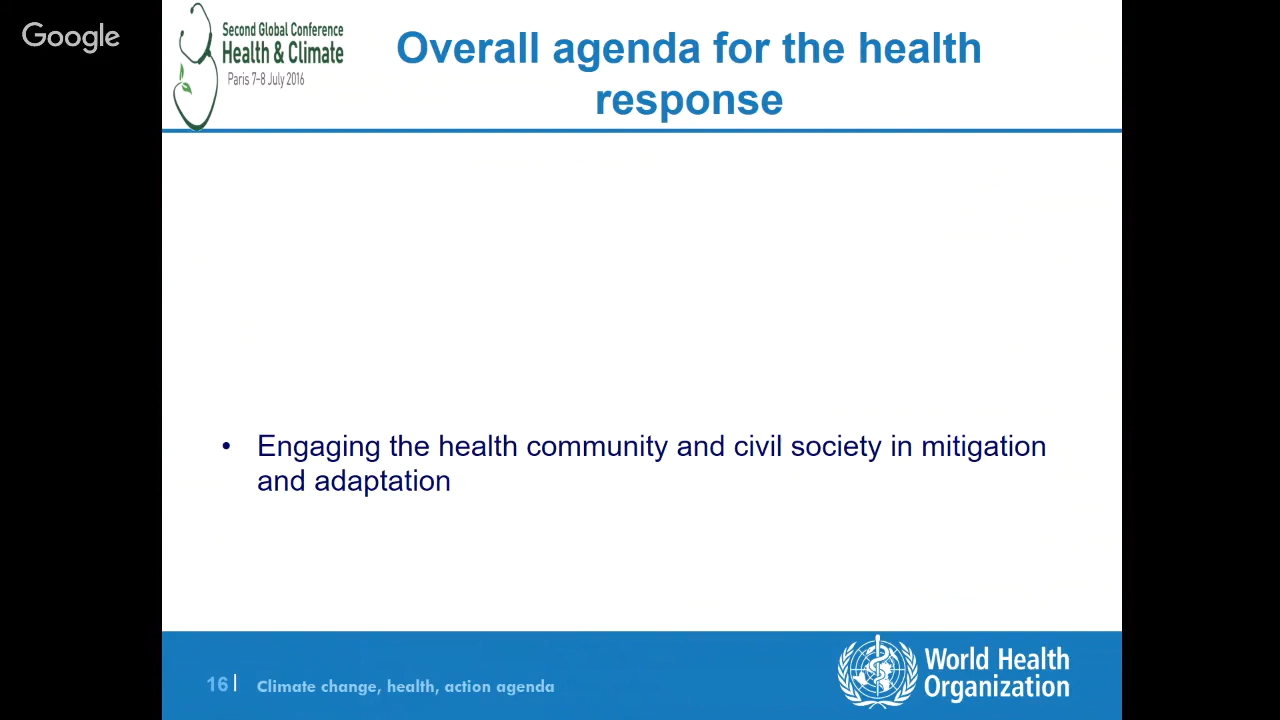 Google
Second Global Conference
Health & Climate
Paris 7-8 July 2016
Overall agenda for the health
response
• Engaging the health community and civil society in mitigation
and adaptation
16 | Climate change, health, action agenda
World Health
Organization